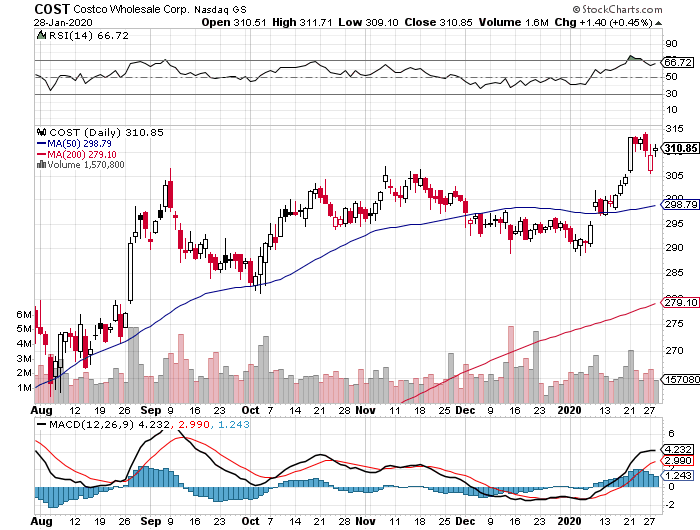 COST Costco Wholesale Corp. Nasdaq GS © StockCharts.com
28-Jan-2020 Open 310.51 High 311.71 Low 309.10 Close 310.85 Volume 1.6M Chg +1.40 (+0.45%)
RSI(14) 66.72
90
70
66.72
50
30
10
COST (Daily) 310.85
MA(50) 298.79
MA(200) 279.10
Volume 1,570,800
315
310.85
305
300
298.79
295
290
285
280
279.10
275
270
1570800
6M
5M
4M
3M
2M
1M
Aug 12 19 26 Sep 9 16 23 Oct 7 14 21 28 Nov 11 18 25 Dec 9 16 23 2020 13 21 27
MACD(12,26,9) 4.232, 2.990, 1.243
6
4.232
2.990
1.243
0
-2
Aug 12 19 26 Sep 9 16 23 Oct 7 14 21 28 Nov 11 18 25 Dec 9 16 23 2020 13 21 27